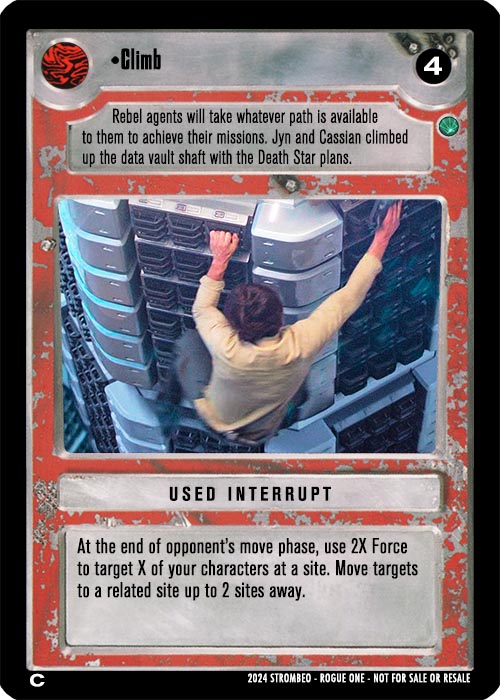 •Climb
4
Rebel agents will take whatever path is available
to them to achieve their missions. Jyn and Cassian climbed
up the data vault shaft with the Death Star plans.
USED INTERRUPT
At the end of opponent's move phase, use 2X Force
to target X of your characters at a site. Move targets
to a related site up to 2 sites away.
C
2024 STROMBEO - ROGUE ONE - NOT FOR SALE OR RESALE